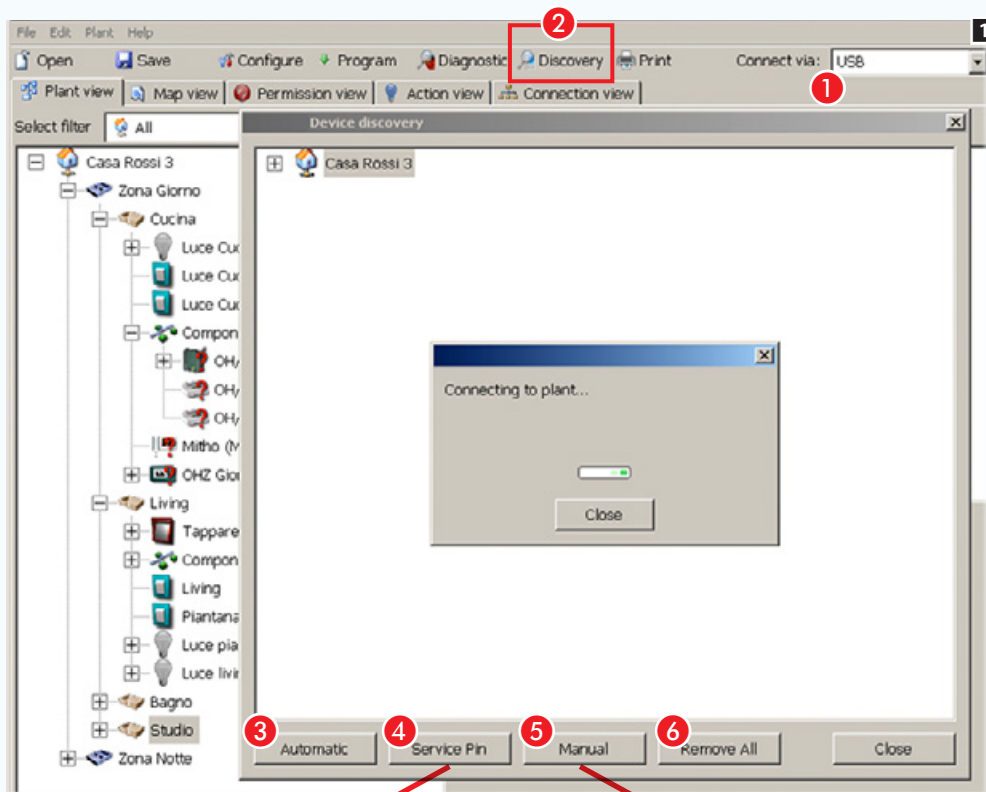 File Edit Plant Help
2
1
Open Save Configure Program Diagnostic Discovery Print Connect via: USB
1
Plant view Map view Permission view Action view Connection view
Select filter All
Device discovery
Casa Rossi 3
Casa Rossi 3
Zona Giorno
Cucina
Luce Cu
Luce Cu
Luce Cu
Compon
OH/
OH/
OH/
Mitho (M
OHZ Gior
Living
Tappare
Compon
Living
Piantana
Luce pia
Luce livin
Bagno
Studio
Zona Notte
Connecting to plant...
Close
3 4 5 6
Automatic Service Pin Manual Remove All Close